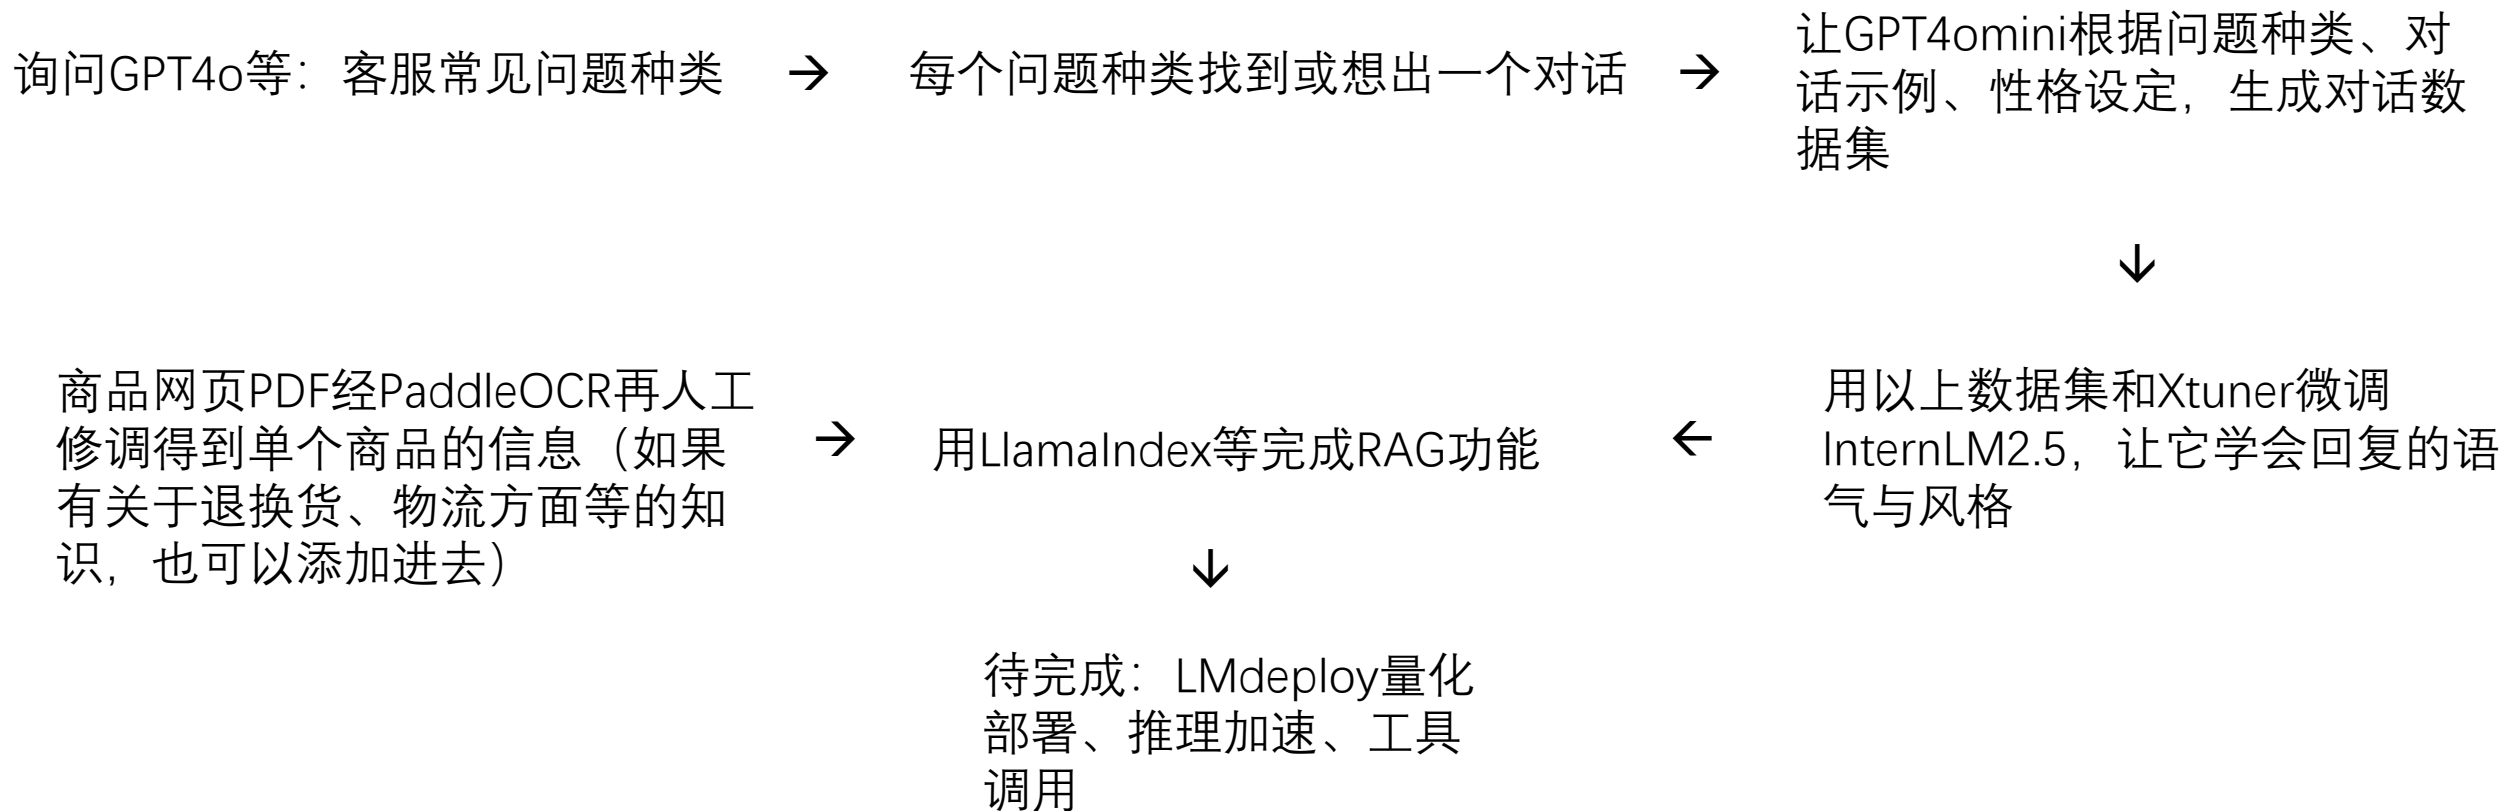 询问GPT4o等：客服常见问题种类
→
每个问题种类找到或想出一个对话
→
让GPT4omini根据问题种类、对
话示例、性格设定，生成对话数
据集
↓
商品网页PDF经PaddleOCR再人工
修调得到单个商品的信息（如果
有关于退换货、物流方面等的知
识，也可以添加进去）
→
用LlamaIndex等完成RAG功能
←
用以上数据集和Xtuner微调
InternLM2.5，让它学会回复的语
气与风格
↓
待完成：LMdeploy量化
部署、推理加速、工具
调用